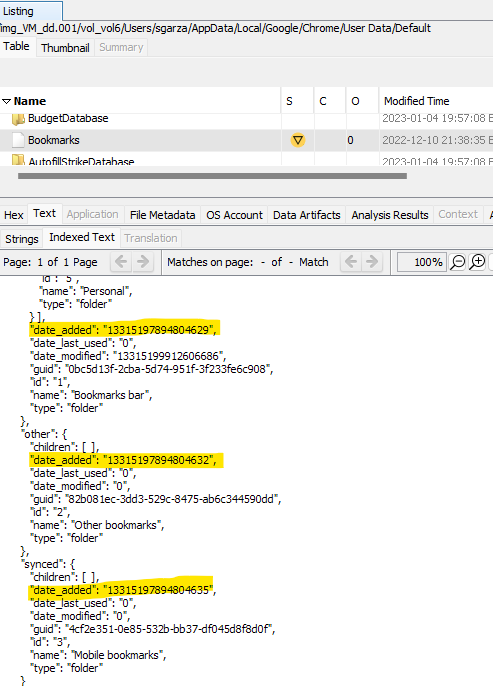 Listing
img_VM_dd.001/vol_vol6/Users/sgarza/AppData/Local/Google/Chrome/User Data/Default
Table Thumbnail Summary
Name S C O Modified Time
BudgetDatabase 2023-01-04 19:57:08
Bookmarks 0 2022-12-10 21:38:35
AutofillStrikeDatabase 2023-01-04 19:57:08
Hex Text Application File Metadata OS Account Data Artifacts Analysis Results Context
Strings Indexed Text Translation
Page: 1 of 1 Page Matches on page: - of - Match 100%
"id": "5",
"name": "Personal",
"type": "folder"
} ],
"date_added": "13315197894804629",
"date_last_used": "0",
"date_modified": "13315199912606686",
"guid": "0bc5d13f-2cba-5d74-951f-3f233fe6c908",
"id": "1",
"name": "Bookmarks bar",
"type": "folder"
},
"other": {
"children": [ ],
"date_added": "13315197894804632",
"date_last_used": "0",
"date_modified": "0",
"guid": "82b081ec-3dd3-529c-8475-ab6c344590dd",
"id": "2",
"name": "Other bookmarks",
"type": "folder"
},
"synced": {
"children": [ ],
"date_added": "13315197894804635",
"date_last_used": "0",
"date_modified": "0",
"guid": "4cf2e351-0e85-532b-bb37-df045d8f8d0f",
"id": "3",
"name": "Mobile bookmarks",
"type": "folder"
}